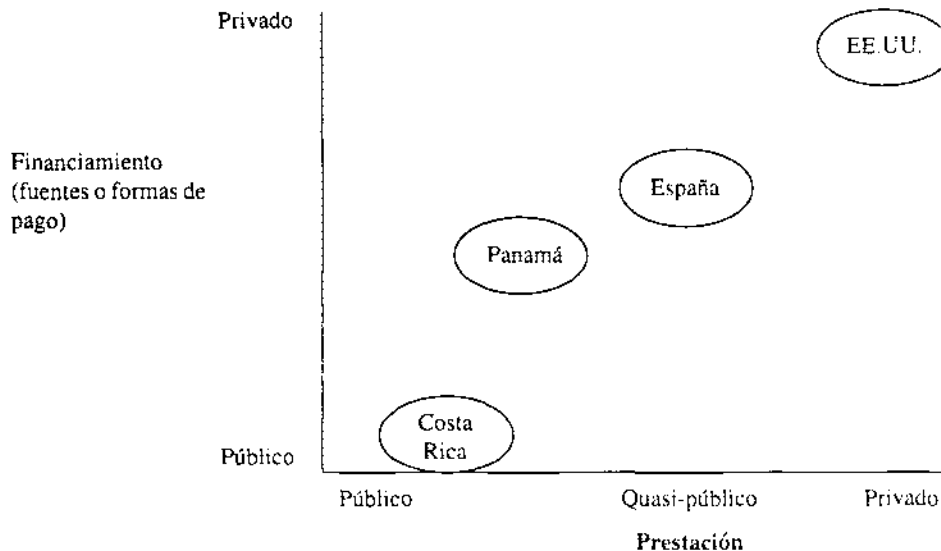 Privado
EE.UU.
Financiamiento
(fuentes o formas de
pago)
España
Panamá
Costa
Rica
Público
Público
Quasi-público
Privado
Prestación